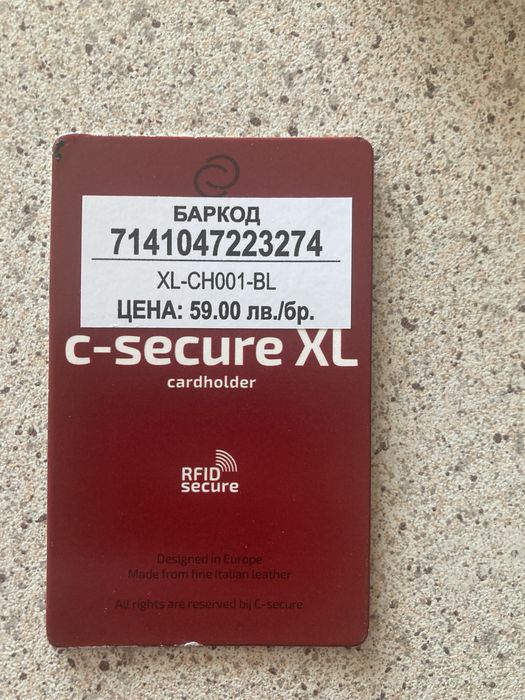 БАРКОД
7141047223274
XL-CH001-BL
ЦЕНА: 59.00 лв./бр.
c-secure XL
cardholder
RFID
secure
Designed in Europe
Made from fine Italian leather
All rights are reserved bij C-secure